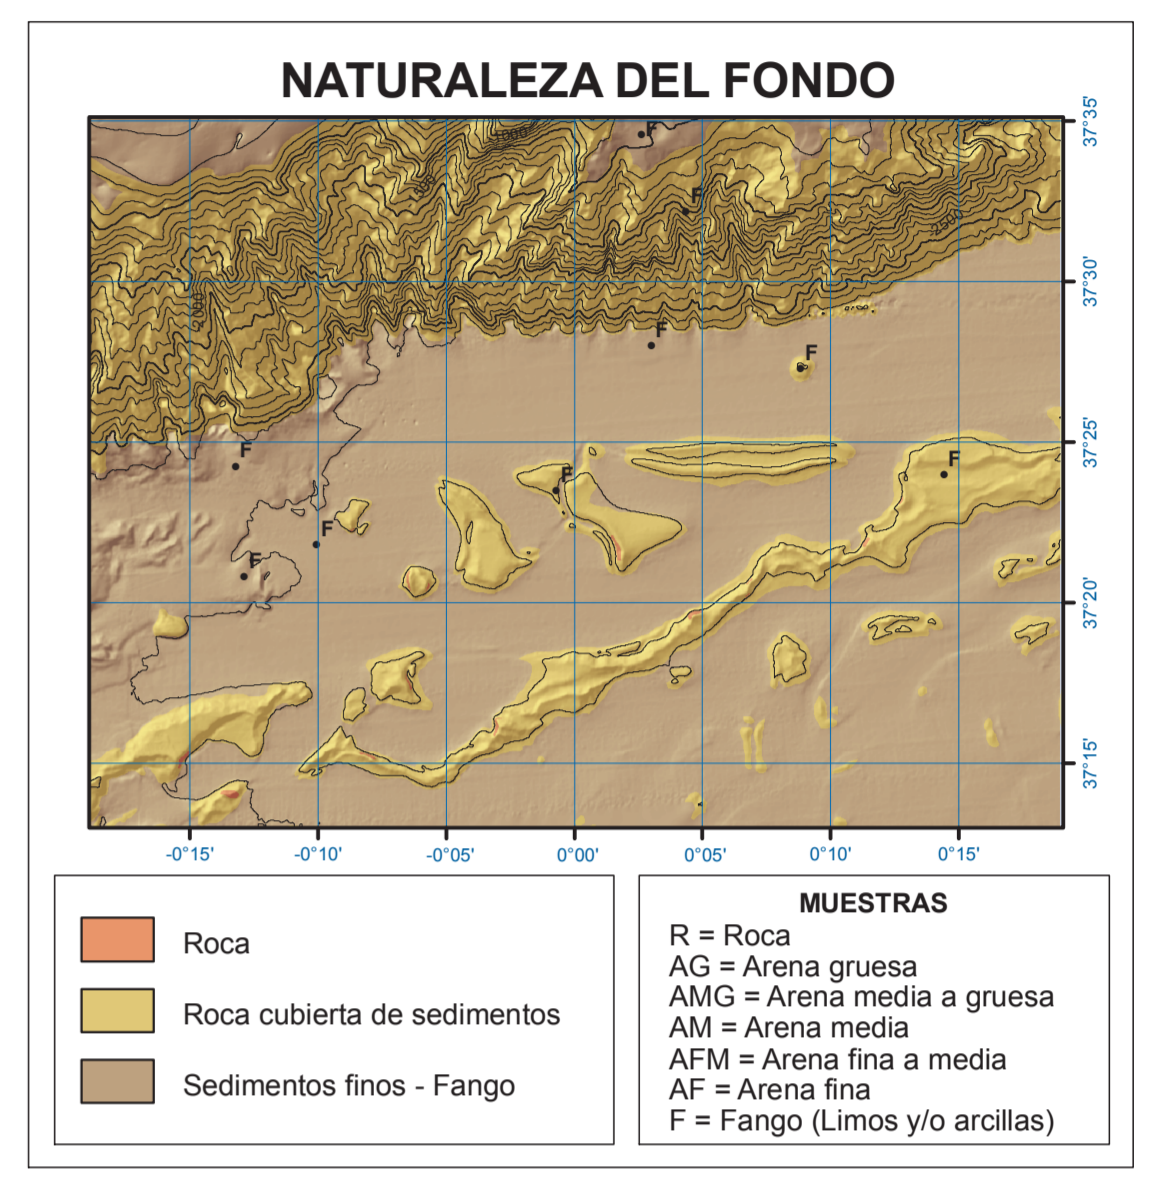 NATURALEZA DEL FONDO
37°35'
F
1000
F
2500
37°30'
2000
F
F
37°25'
F
F
F
F
F
37°20'
37°15'
-0°15' -0°10' -0°05' 0°00' 0°05' 0°10' 0°15'
Roca
Roca cubierta de sedimentos
Sedimentos finos - Fango
MUESTRAS
R = Roca
AG = Arena gruesa
AMG = Arena media a gruesa
AM = Arena media
AFM = Arena fina a media
AF = Arena fina
F = Fango (Limos y/o arcillas)